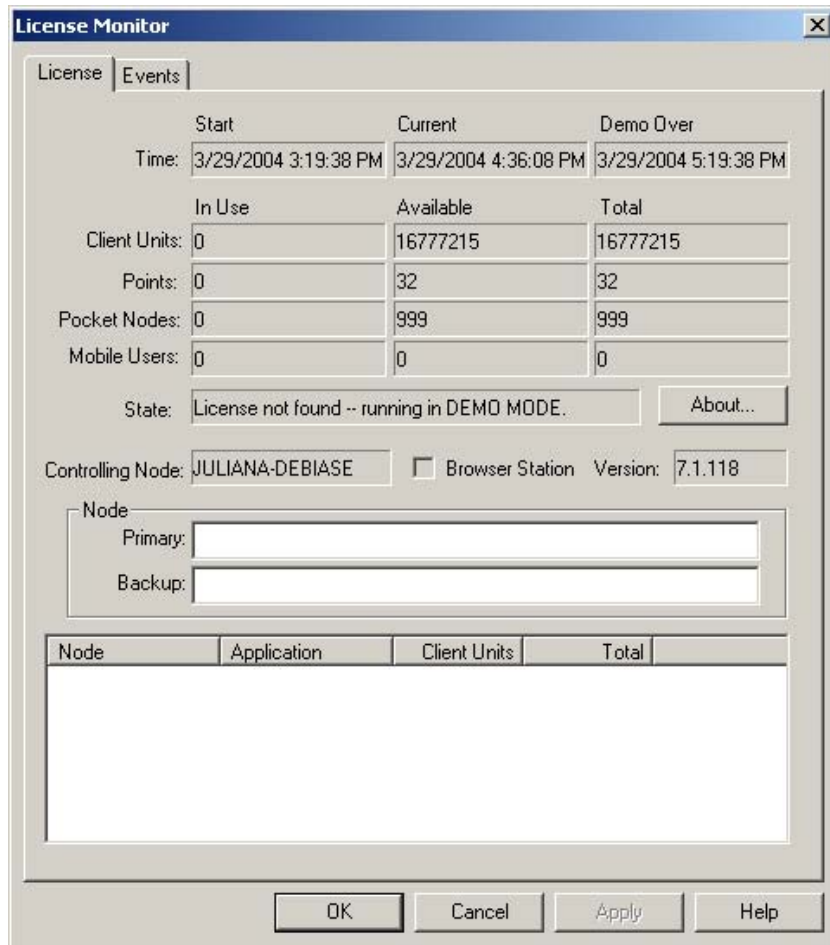 License Monitor
License Events
Start Current Demo Over
Time: 3/29/2004 3:19:38 PM 3/29/2004 4:36:08 PM 3/29/2004 5:19:38 PM
In Use Available Total
Client Units: 0 16777215 16777215
Points: 0 32 32
Pocket Nodes: 0 999 999
Mobile Users: 0 0 0
State: License not found -- running in DEMO MODE. About...
Controlling Node: JULIANA-DEBIASE Browser Station Version: 7.1.118
Node
Primary:
Backup:
Node Application Client Units Total
OK Cancel Apply Help